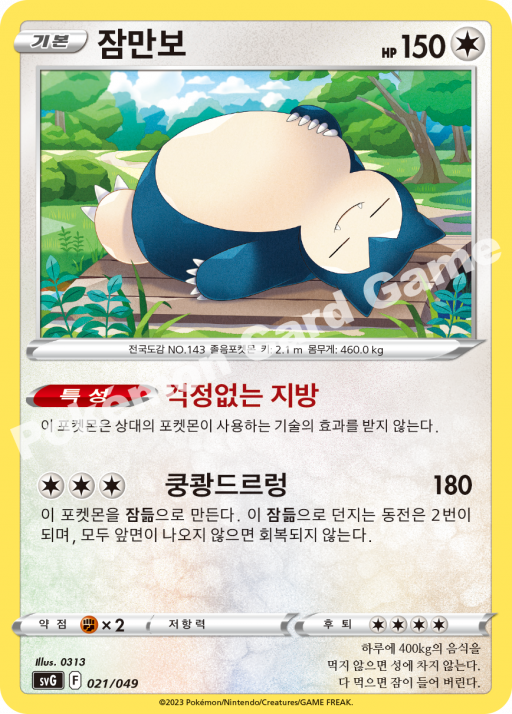 기본 잠만보 HP 150
전국도감 NO.143 졸음포켓몬 키: 2.1 m 몸무게: 460.0 kg
특성 걱정없는 지방
이 포켓몬은 상대의 포켓몬이 사용하는 기술의 효과를 받지 않는다.
쿵쾅드르렁 180
이 포켓몬을 잠듦으로 만든다. 이 잠듦으로 던지는 동전은 2번이
되며, 모두 앞면이 나오지 않으면 회복되지 않는다.
약점 ×2 저항력 후퇴
Illus. 0313
하루에 400kg의 음식을
먹지 않으면 성에 차지 않는다.
다 먹으면 잠이 들어 버린다.
svG F 021/049
©2023 Pokémon/Nintendo/Creatures/GAME FREAK.
Pokémon Card Game